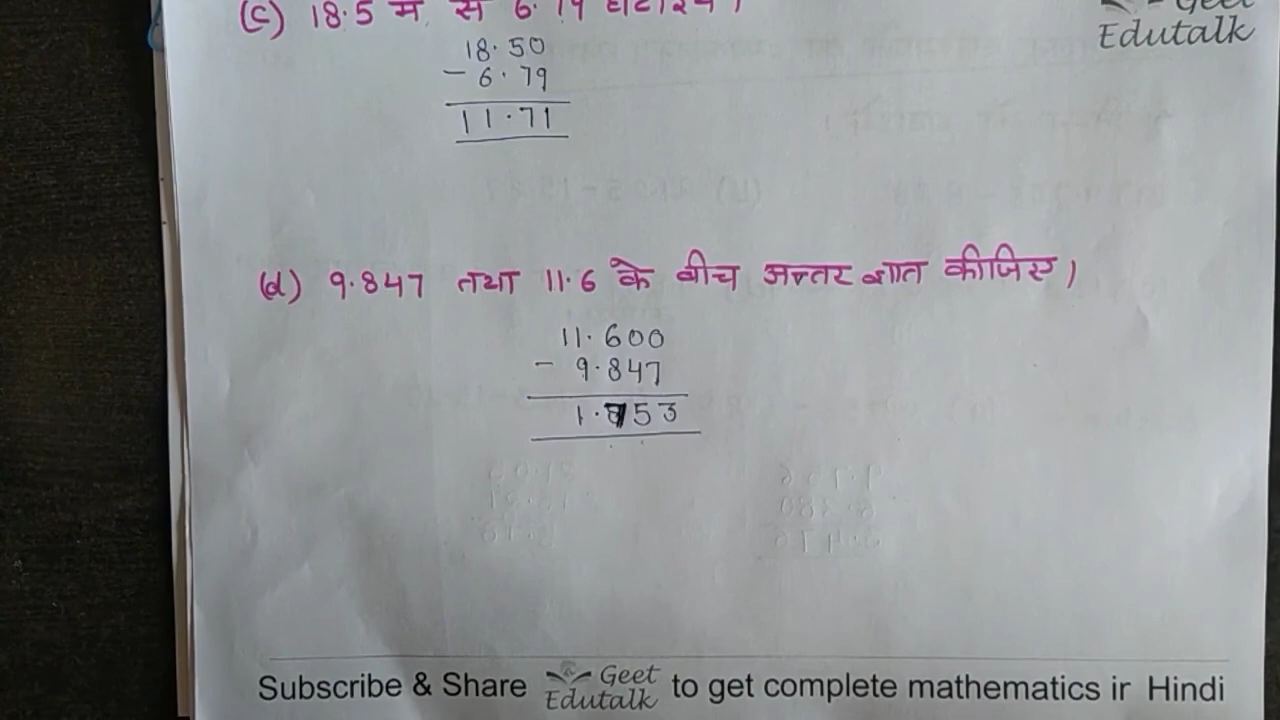 (c) 18.5 में से 6.79 घटाइये।
Geet
Edutalk
18.50
- 6.79
11.71
(d) 9.847 तथा 11.6 के बीच अन्तर ज्ञात कीजिए।
11.600
- 9.847
1.753
Subscribe & Share Geet Edutalk to get complete mathematics in Hindi